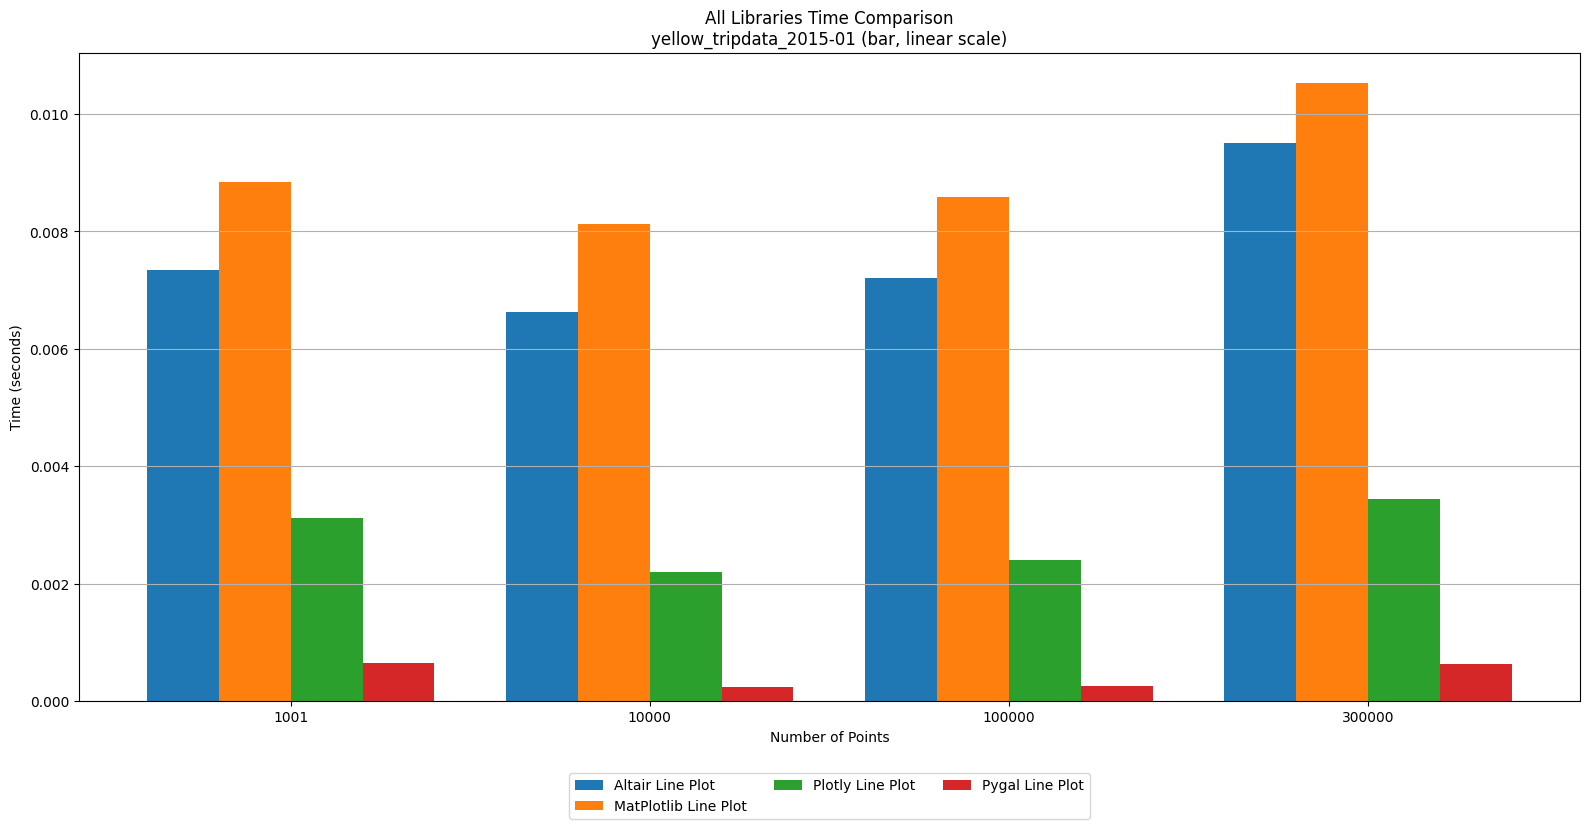 All Libraries Time Comparison
yellow_tripdata_2015-01 (bar, linear scale)
Time (seconds)
0.010
0.008
0.006
0.004
0.002
0.000
1001 10000 100000 300000
Number of Points
Altair Line Plot Plotly Line Plot Pygal Line Plot
MatPlotlib Line Plot